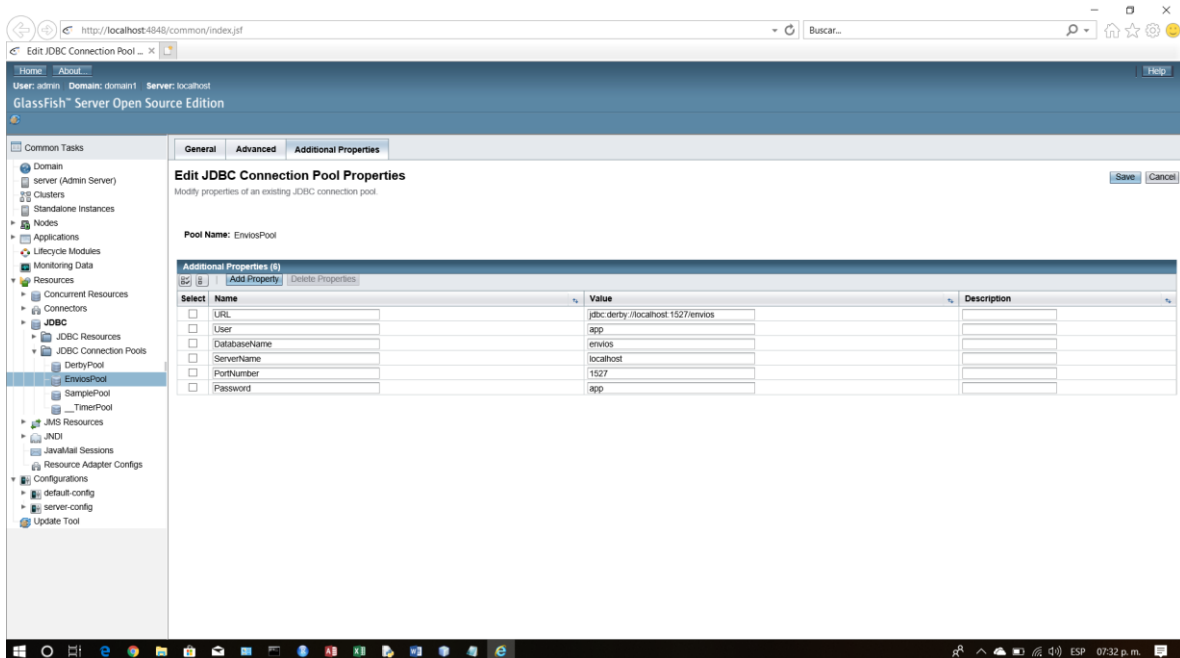 http://localhost:4848/common/index.jsf
Buscar...
Edit JDBC Connection Pool ...
Home About...
Help
User: admin Domain: domain1 Server: localhost
GlassFish™ Server Open Source Edition
Common Tasks
Domain
server (Admin Server)
Clusters
Standalone Instances
Nodes
Applications
Lifecycle Modules
Monitoring Data
Resources
Concurrent Resources
Connectors
JDBC
JDBC Resources
JDBC Connection Pools
DerbyPool
EnviosPool
SamplePool
__TimerPool
JMS Resources
JNDI
JavaMail Sessions
Resource Adapter Configs
Configurations
default-config
server-config
Update Tool
General Advanced Additional Properties
Edit JDBC Connection Pool Properties
Save Cancel
Modify properties of an existing JDBC connection pool.
Pool Name: EnviosPool
Additional Properties (6)
Add Property Delete Properties
Select Name Value Description
URL jdbc:derby://localhost:1527/envios
User app
DatabaseName envios
ServerName localhost
PortNumber 1527
Password app
ESP 07:32 p. m.